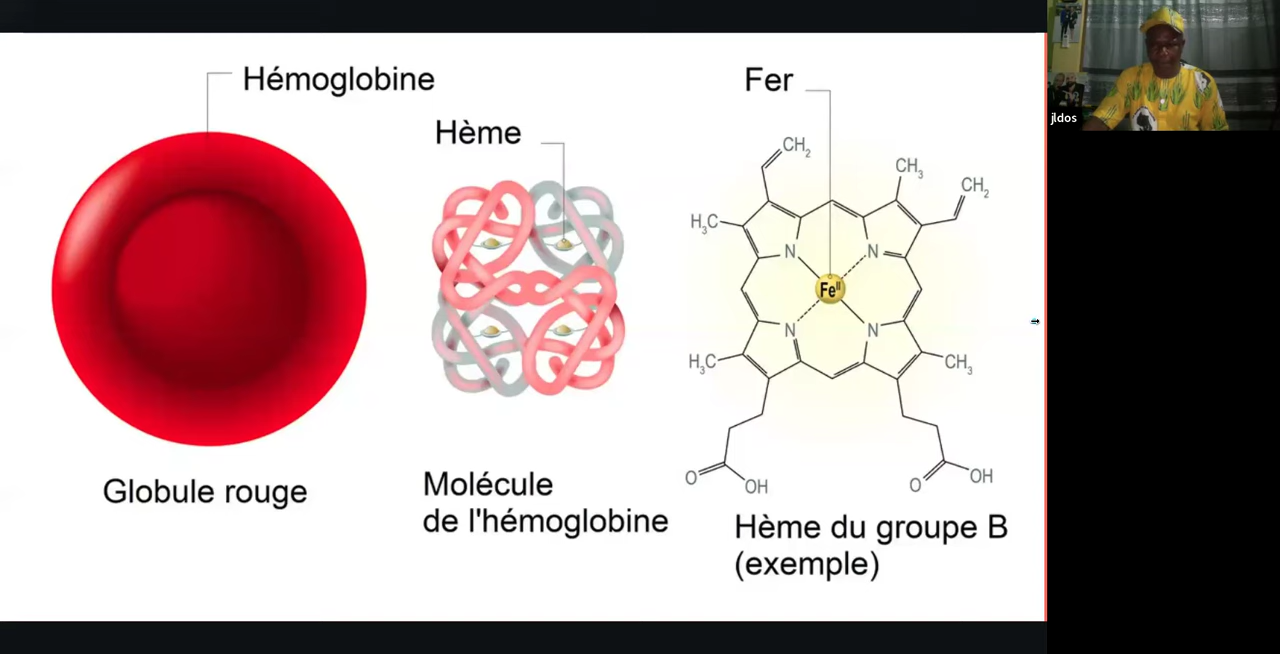 Hémoglobine
Hème
Fer
CH2
CH3
CH2
H3C
N
N
FeII
N
N
H3C
CH3
O
OH
O
OH
Globule rouge
Molécule
de l'hémoglobine
Hème du groupe B
(exemple)
jldos